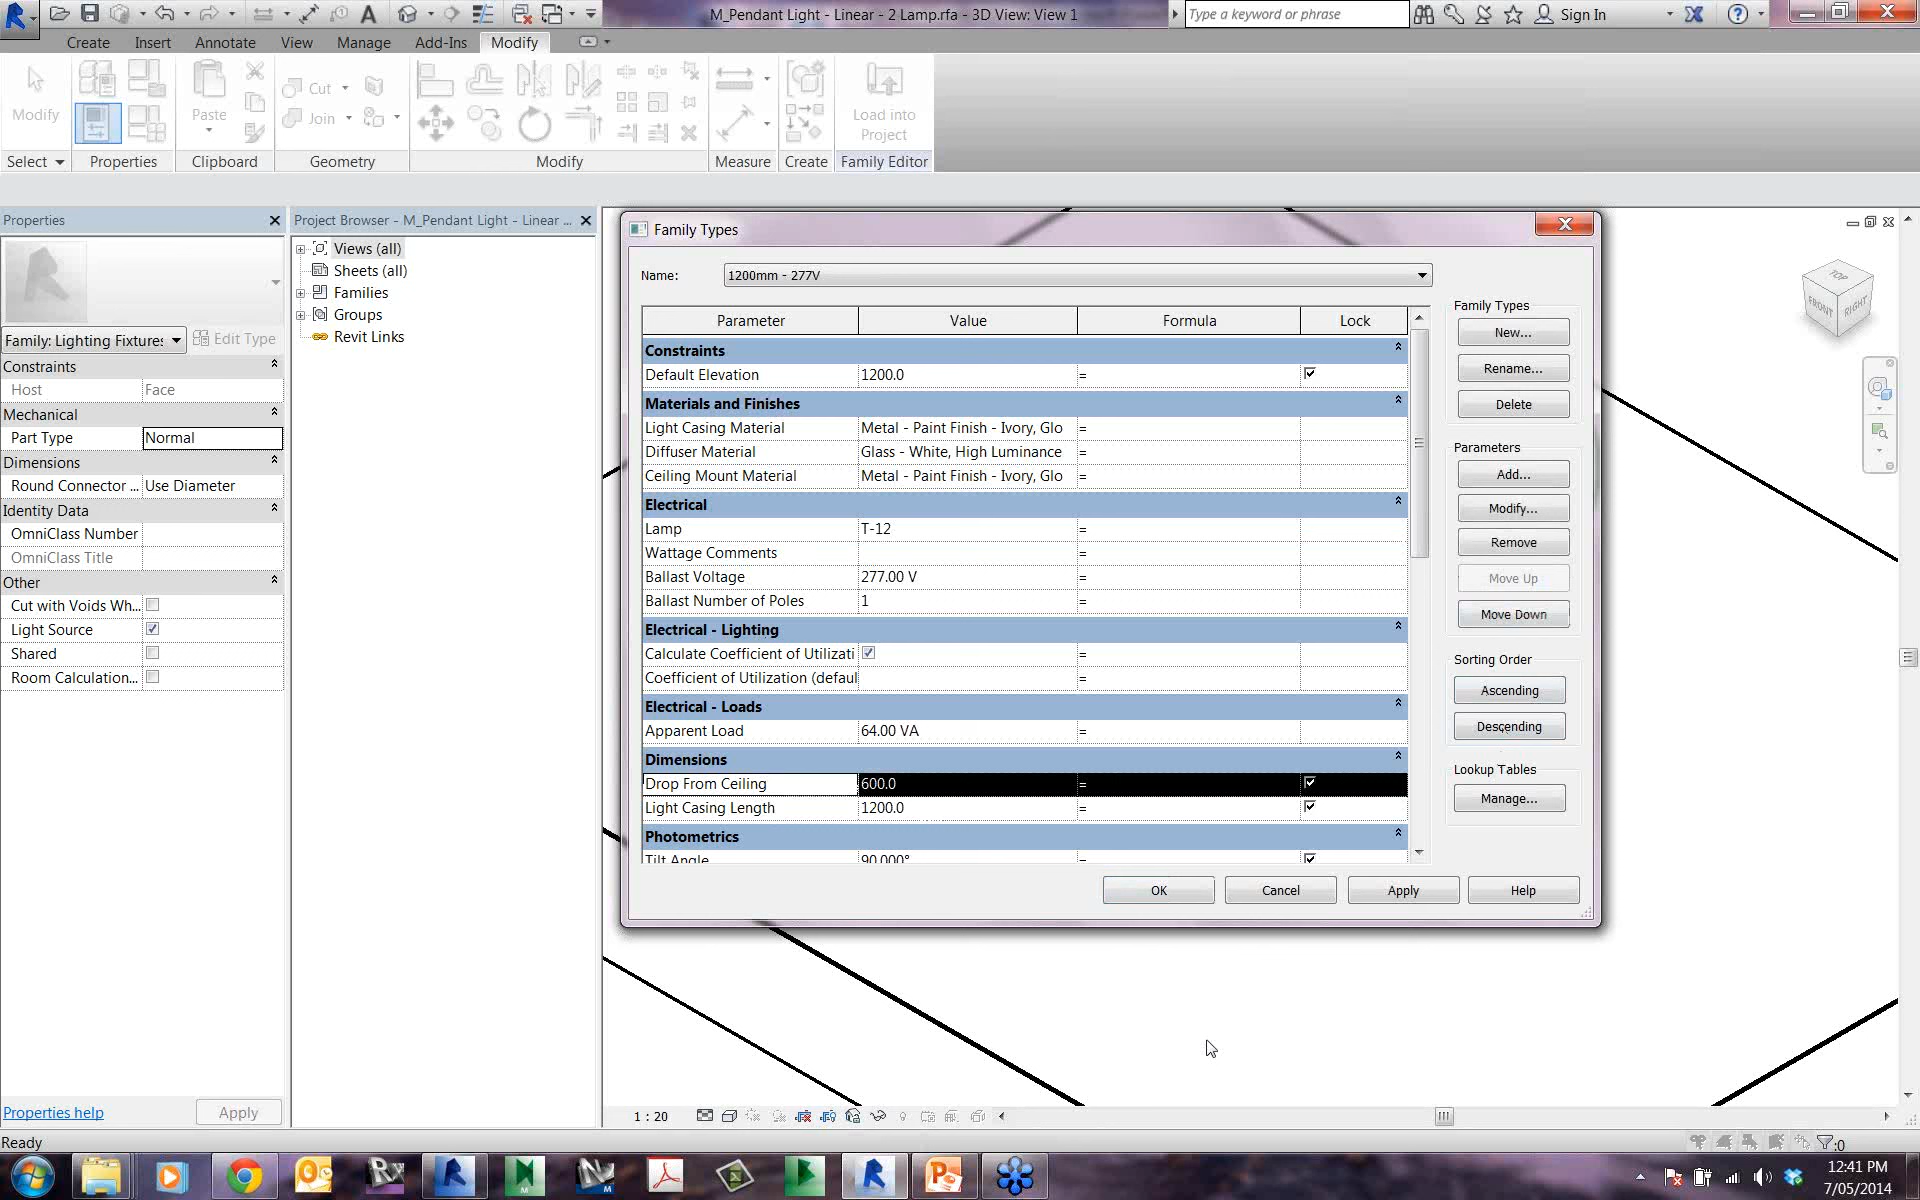 M_Pendant Light - Linear - 2 Lamp.rfa - 3D View: View 1
Type a keyword or phrase
Sign In
Create Insert Annotate View Manage Add-Ins Modify
Modify
Paste
Cut
Join
Load into
Project
Select Properties Clipboard Geometry Modify Measure Create Family Editor
Properties
Family: Lighting Fixtures
Edit Type
Constraints
Host Face
Mechanical
Part Type Normal
Dimensions
Round Connector ... Use Diameter
Identity Data
OmniClass Number
OmniClass Title
Other
Cut with Voids Wh...
Light Source
Shared
Room Calculation...
Properties help
Apply
Project Browser - M_Pendant Light - Linear ...
Views (all)
Sheets (all)
Families
Groups
Revit Links
Family Types
Name: 1200mm - 277V
Parameter Value Formula Lock
Constraints
Default Elevation 1200.0 =
Materials and Finishes
Light Casing Material Metal - Paint Finish - Ivory, Glo =
Diffuser Material Glass - White, High Luminance =
Ceiling Mount Material Metal - Paint Finish - Ivory, Glo =
Electrical
Lamp T-12 =
Wattage Comments =
Ballast Voltage 277.00 V =
Ballast Number of Poles 1 =
Electrical - Lighting
Calculate Coefficient of Utilizati =
Coefficient of Utilization (defaul =
Electrical - Loads
Apparent Load 64.00 VA =
Dimensions
Drop From Ceiling 600.0 =
Light Casing Length 1200.0 =
Photometrics
Tilt Angle 90.000° =
Family Types
New...
Rename...
Delete
Parameters
Add...
Modify...
Remove
Move Up
Move Down
Sorting Order
Ascending
Descending
Lookup Tables
Manage...
OK Cancel Apply Help
TOP
FRONT
RIGHT
1 : 20
Ready
:0
12:41 PM
7/05/2014